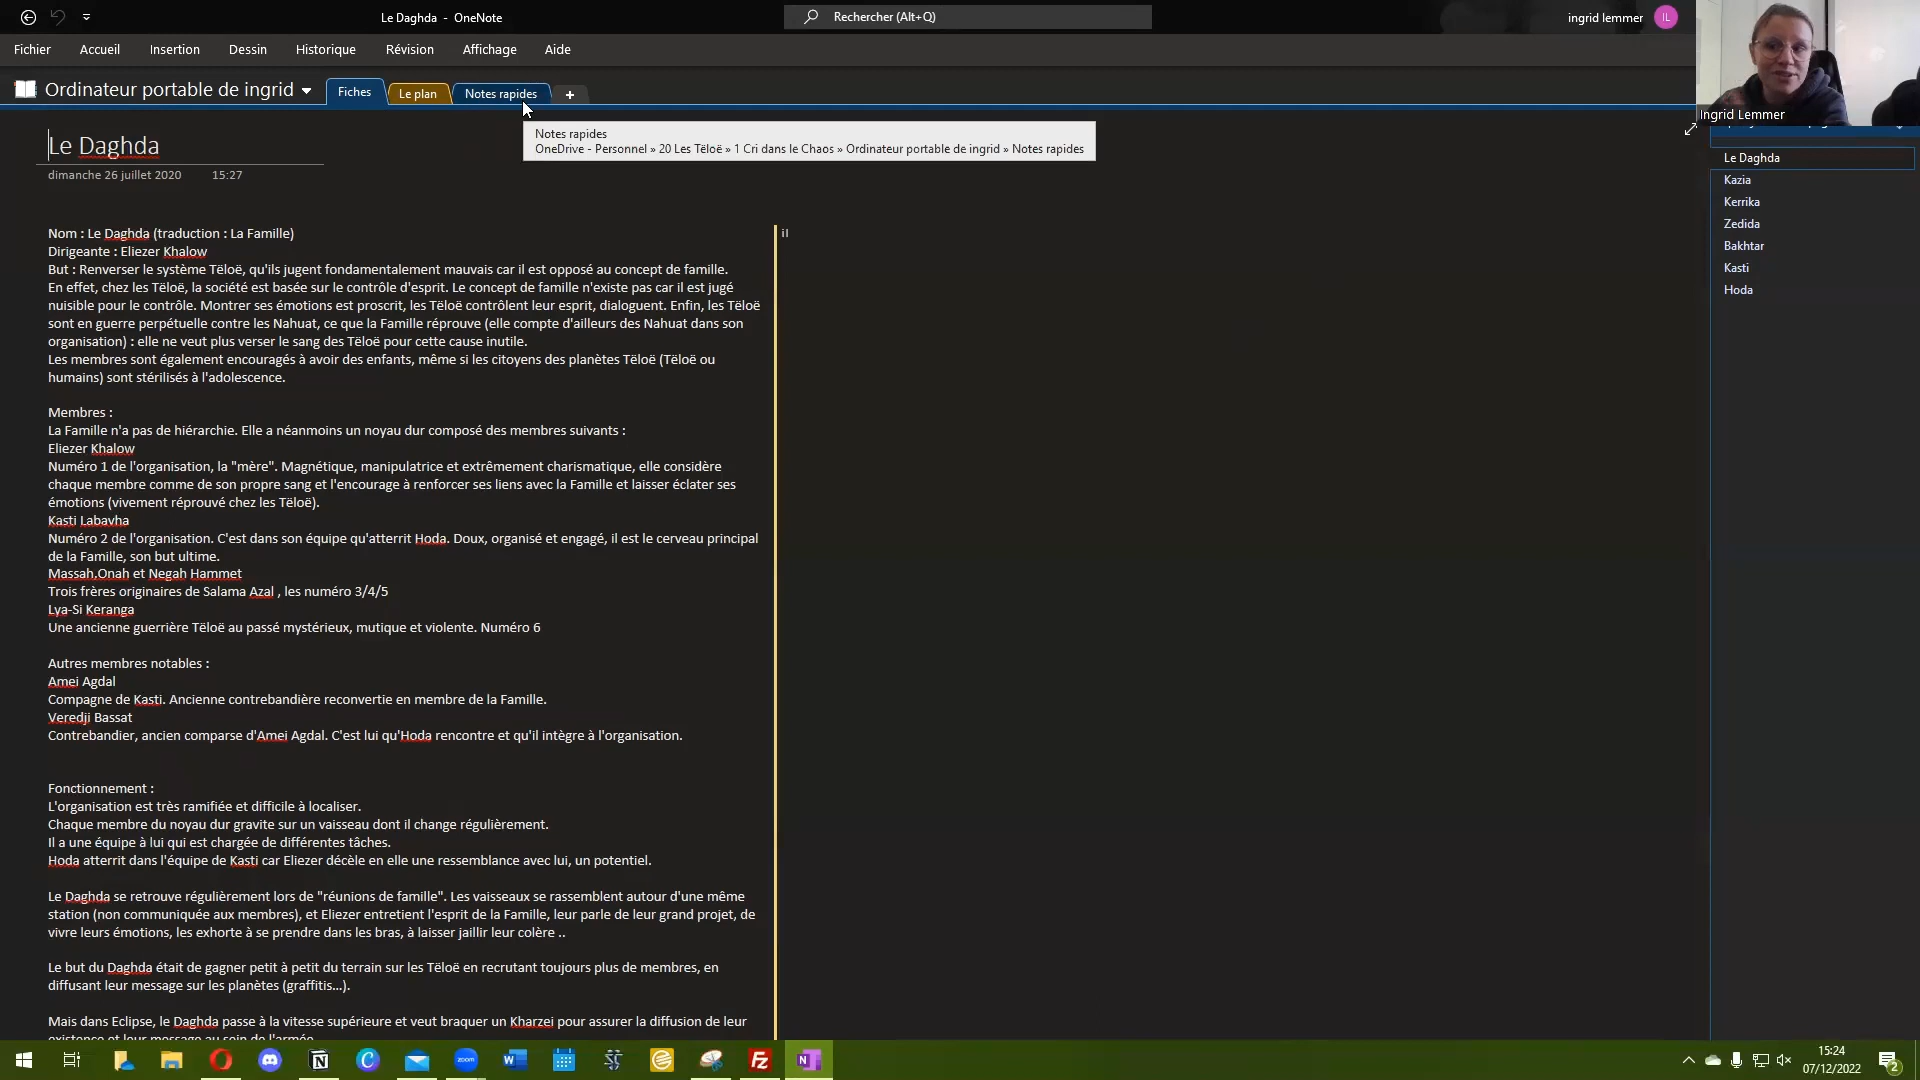 Le Daghda - OneNote
Rechercher (Alt+Q)
ingrid lemmer
IL
Fichier
Accueil
Insertion
Dessin
Historique
Révision
Affichage
Aide
Ordinateur portable de ingrid
Fiches
Le plan
Notes rapides
+
Ingrid Lemmer
Notes rapides
OneDrive - Personnel » 20 Les Tëloë » 1 Cri dans le Chaos » Ordinateur portable de ingrid » Notes rapides
Le Daghda
dimanche 26 juillet 2020 15:27
Le Daghda
Kazia
Kerrika
Zedida
Bakhtar
Kasti
Hoda
Nom : Le Daghda (traduction : La Famille)
Dirigeante : Eliezer Khalow
But : Renverser le système Tëloë, qu'ils jugent fondamentalement mauvais car il est opposé au concept de famille.
En effet, chez les Tëloë, la société est basée sur le contrôle d'esprit. Le concept de famille n'existe pas car il est jugé
nuisible pour le contrôle. Montrer ses émotions est proscrit, les Tëloë contrôlent leur esprit, dialoguent. Enfin, les Tëloë
sont en guerre perpétuelle contre les Nahuat, ce que la Famille réprouve (elle compte d'ailleurs des Nahuat dans son
organisation) : elle ne veut plus verser le sang des Tëloë pour cette cause inutile.
Les membres sont également encouragés à avoir des enfants, même si les citoyens des planètes Tëloë (Tëloë ou
humains) sont stérilisés à l'adolescence.
Membres :
La Famille n'a pas de hiérarchie. Elle a néanmoins un noyau dur composé des membres suivants :
Eliezer Khalow
Numéro 1 de l'organisation, la "mère". Magnétique, manipulatrice et extrêmement charismatique, elle considère
chaque membre comme de son propre sang et l'encourage à renforcer ses liens avec la Famille et laisser éclater ses
émotions (vivement réprouvé chez les Tëloë).
Kasti Labavha
Numéro 2 de l'organisation. C'est dans son équipe qu'atterrit Hoda. Doux, organisé et engagé, il est le cerveau principal
de la Famille, son but ultime.
Massah,Onah et Negah Hammet
Trois frères originaires de Salama Azal , les numéro 3/4/5
Lya-Si Keranga
Une ancienne guerrière Tëloë au passé mystérieux, mutique et violente. Numéro 6
Autres membres notables :
Amei Agdal
Compagne de Kasti. Ancienne contrebandière reconvertie en membre de la Famille.
Veredji Bassat
Contrebandier, ancien comparse d'Amei Agdal. C'est lui qu'Hoda rencontre et qu'il intègre à l'organisation.
Fonctionnement :
L'organisation est très ramifiée et difficile à localiser.
Chaque membre du noyau dur gravite sur un vaisseau dont il change régulièrement.
Il a une équipe à lui qui est chargée de différentes tâches.
Hoda atterrit dans l'équipe de Kasti car Eliezer décèle en elle une ressemblance avec lui, un potentiel.
Le Daghda se retrouve régulièrement lors de "réunions de famille". Les vaisseaux se rassemblent autour d'une même
station (non communiquée aux membres), et Eliezer entretient l'esprit de la Famille, leur parle de leur grand projet, de
vivre leurs émotions, les exhorte à se prendre dans les bras, à laisser jaillir leur colère ..
Le but du Daghda était de gagner petit à petit du terrain sur les Tëloë en recrutant toujours plus de membres, en
diffusant leur message sur les planètes (graffitis...).
Mais dans Eclipse, le Daghda passe à la vitesse supérieure et veut braquer un Kharzei pour assurer la diffusion de leur
existence et leur message au sein de l'armée
il
zoom
15:24
07/12/2022
2